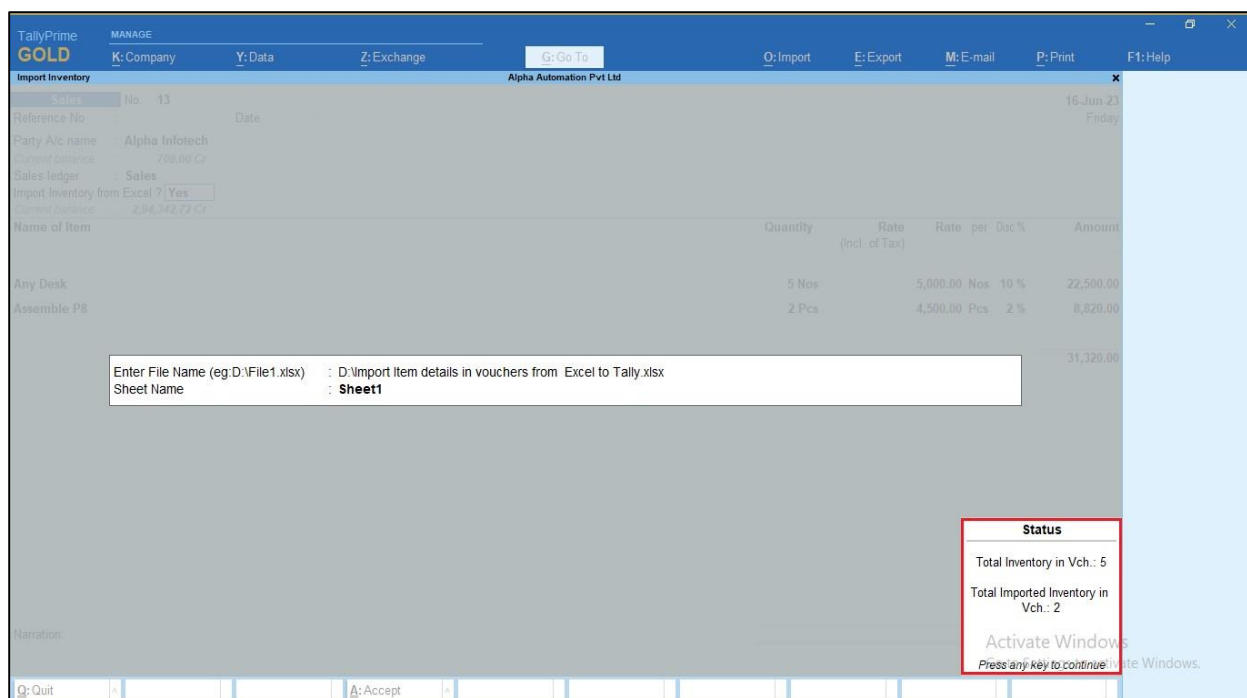 TallyPrime MANAGE
GOLD K: Company Y: Data Z: Exchange G: Go To O: Import E: Export M: E-mail P: Print F1: Help
Import Inventory Alpha Automation Pvt Ltd
Sales No. 13 16-Jun-23
Reference No : Date Friday
Party A/c name : Alpha Infotech
Current balance : 708.00 Cr
Sales ledger : Sales
Import Inventory from Excel ? Yes
Current balance : 2,94,342.72 Cr
Name of Item Quantity Rate Rate per Disc % Amount
(Incl. of Tax)
Any Desk 5 Nos 5,000.00 Nos 10 % 22,500.00
Assemble P8 2 Pcs 4,500.00 Pcs 2 % 8,820.00
31,320.00
Enter File Name (eg:D:\File1.xlsx) : D:\Import Item details in vouchers from Excel to Tally.xlsx
Sheet Name : Sheet1
Status
Total Inventory in Vch.: 5
Total Imported Inventory in
Vch.: 2
Narration:
Activate Windows
Press any key to continue
Q: Quit A: Accept